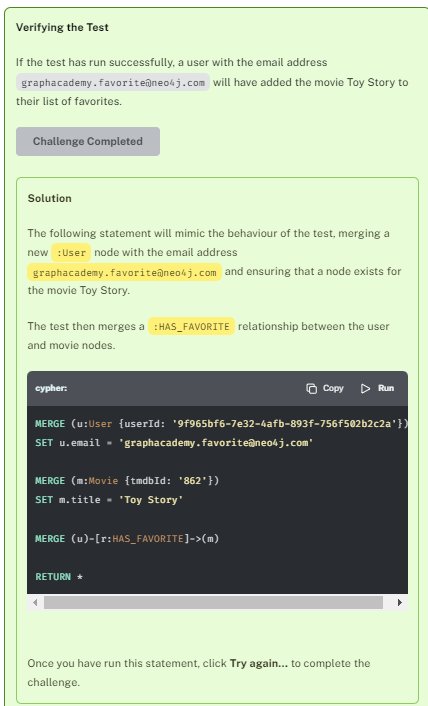 Verifying the Test
If the test has run successfully, a user with the email address
graphacademy.favorite@neo4j.com will have added the movie Toy Story to
their list of favorites.
Challenge Completed
Solution
The following statement will mimic the behaviour of the test, merging a
new :User node with the email address
graphacademy.favorite@neo4j.com and ensuring that a node exists for
the movie Toy Story.
The test then merges a :HAS_FAVORITE relationship between the user
and movie nodes.
cypher: Copy Run
MERGE (u:User {userId: '9f965bf6-7e32-4afb-893f-756f502b2c2a'})
SET u.email = 'graphacademy.favorite@neo4j.com'
MERGE (m:Movie {tmdbId: '862'})
SET m.title = 'Toy Story'
MERGE (u)-[r:HAS_FAVORITE]->(m)
RETURN *
Once you have run this statement, click Try again... to complete the
challenge.